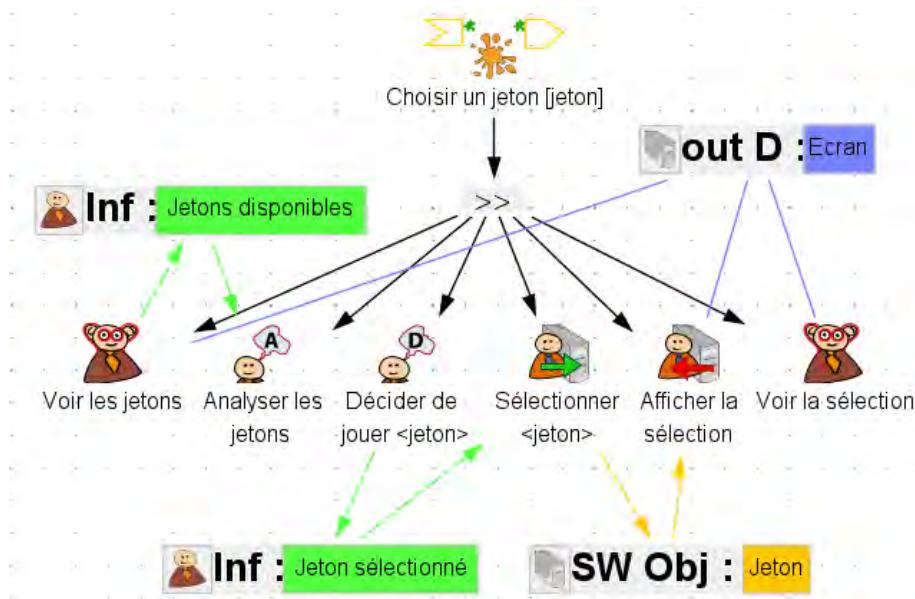 Choisir un jeton [jeton]
out D : Ecran
Inf : Jetons disponibles
>>
A
D
Voir les jetons
Analyser les
jetons
Décider de
jouer <jeton>
Sélectionner
<jeton>
Afficher la
sélection
Voir la sélection
Inf : Jeton sélectionné
SW Obj : Jeton